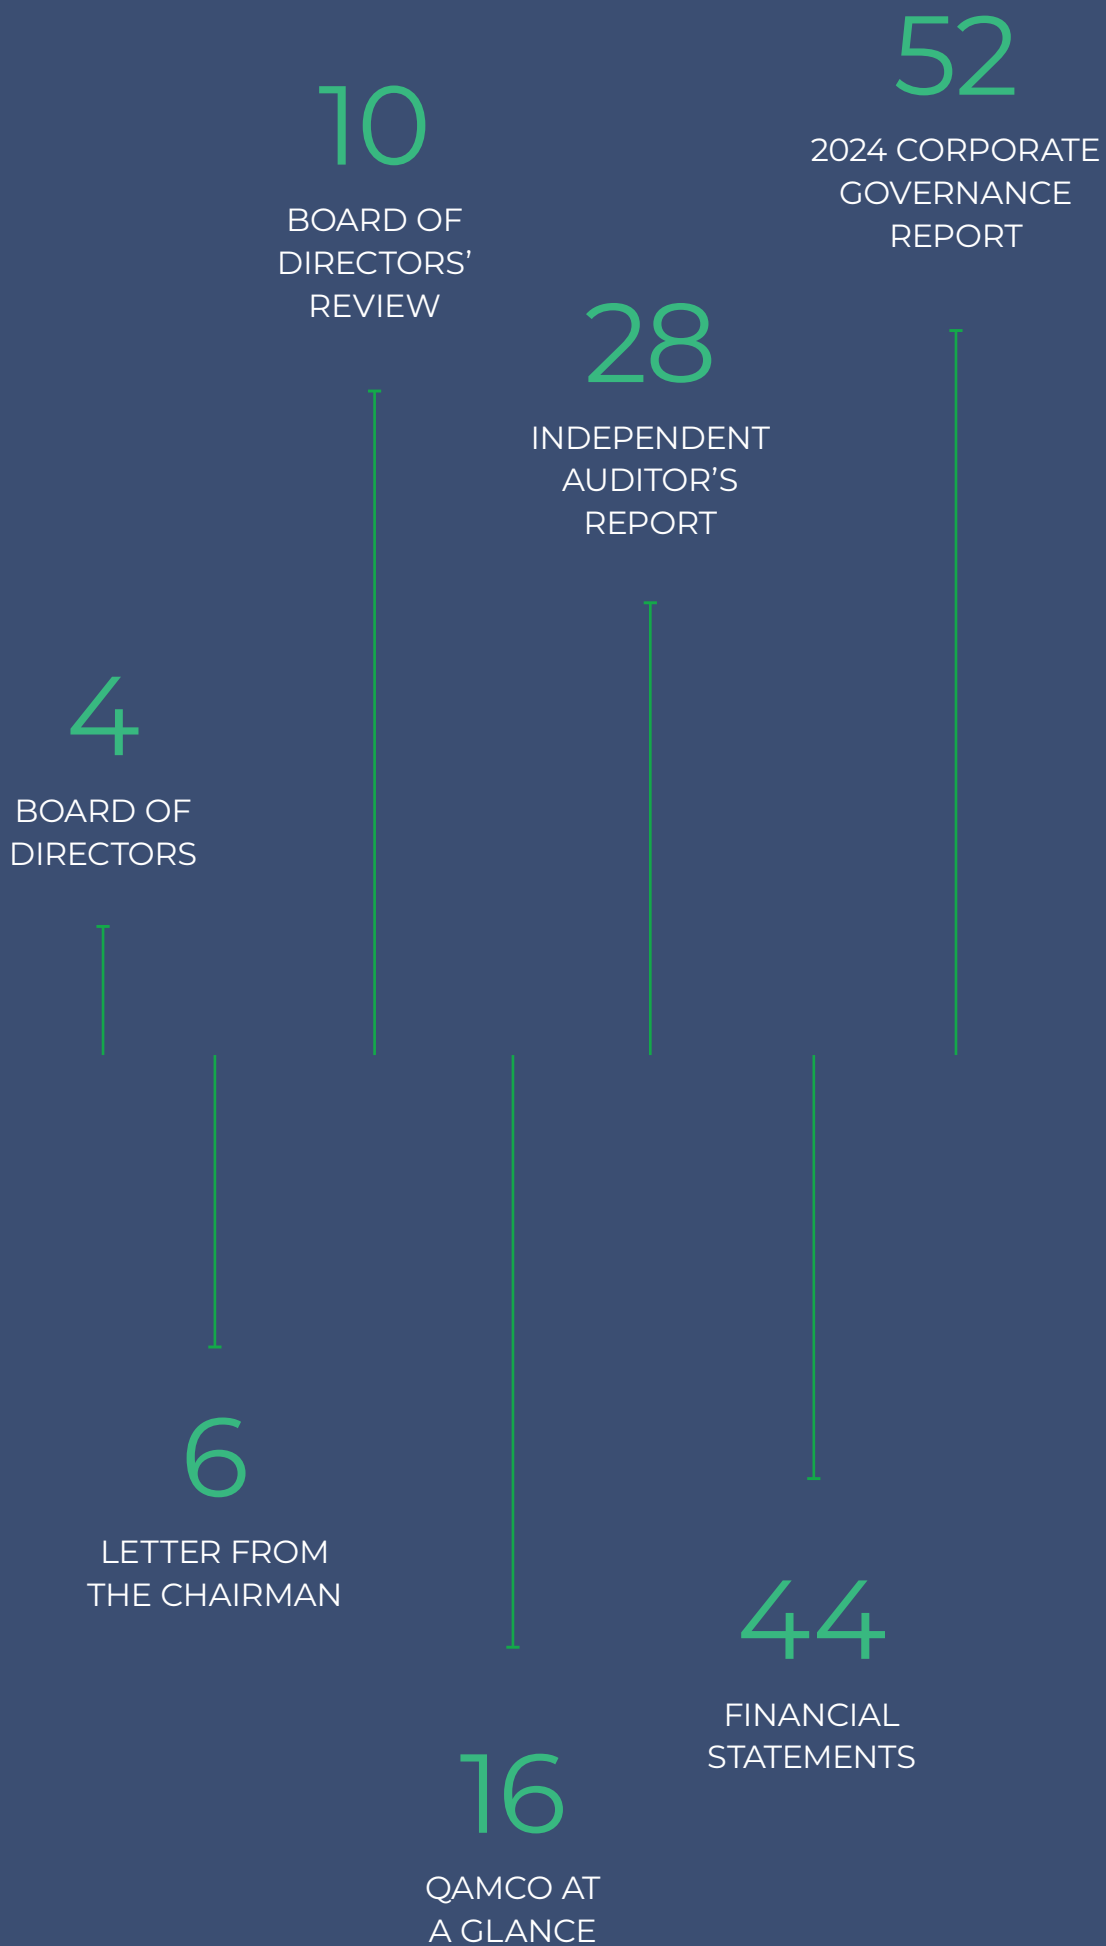 4
BOARD OF
DIRECTORS
6
LETTER FROM
THE CHAIRMAN
10
BOARD OF
DIRECTORS’
REVIEW
16
QAMCO AT
A GLANCE
28
INDEPENDENT
AUDITOR’S
REPORT
44
FINANCIAL
STATEMENTS
52
2024 CORPORATE
GOVERNANCE
REPORT